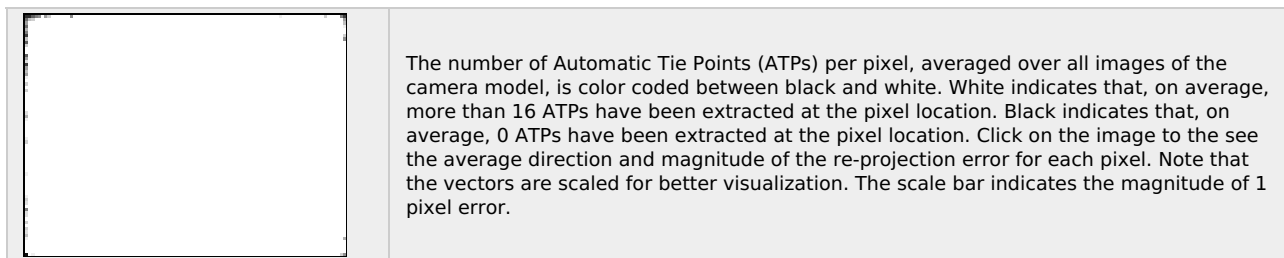 The number of Automatic Tie Points (ATPs) per pixel, averaged over all images of the
camera model, is color coded between black and white. White indicates that, on average,
more than 16 ATPs have been extracted at the pixel location. Black indicates that, on
average, 0 ATPs have been extracted at the pixel location. Click on the image to the see
the average direction and magnitude of the re-projection error for each pixel. Note that
the vectors are scaled for better visualization. The scale bar indicates the magnitude of 1
pixel error.